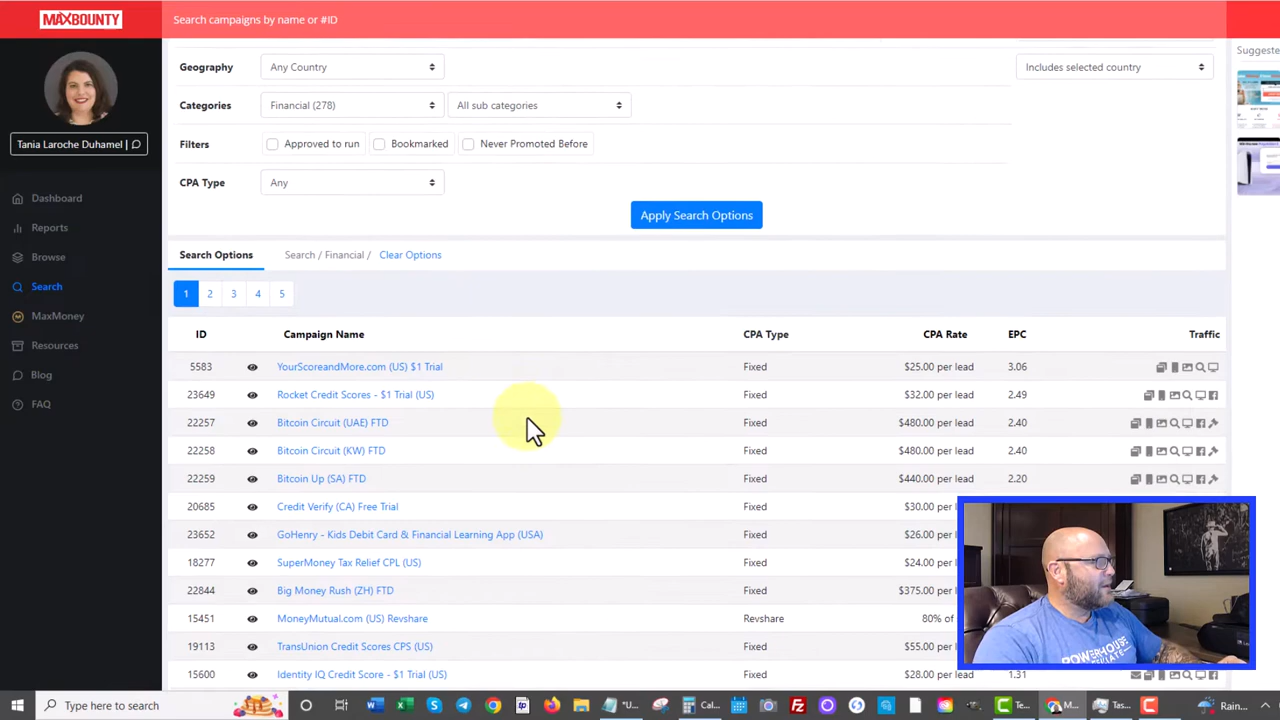 MAXBOUNTY
Search campaigns by name or #ID
Tania Laroche Duhamel |
Dashboard
Reports
Browse
Search
MaxMoney
Resources
Blog
FAQ
Geography Any Country Includes selected country
Categories Financial (278) All sub categories
Filters Approved to run Bookmarked Never Promoted Before
CPA Type Any
Apply Search Options
Suggeste
Search Options Search / Financial / Clear Options
1 2 3 4 5
ID Campaign Name CPA Type CPA Rate EPC Traffic
5583 YourScoreandMore.com (US) $1 Trial Fixed $25.00 per lead 3.06
23649 Rocket Credit Scores - $1 Trial (US) Fixed $32.00 per lead 2.49
22257 Bitcoin Circuit (UAE) FTD Fixed $480.00 per lead 2.40
22258 Bitcoin Circuit (KW) FTD Fixed $480.00 per lead 2.40
22259 Bitcoin Up (SA) FTD Fixed $440.00 per lead 2.20
20685 Credit Verify (CA) Free Trial Fixed $30.00 per l
23652 GoHenry - Kids Debit Card & Financial Learning App (USA) Fixed $26.00 per l
18277 SuperMoney Tax Relief CPL (US) Fixed $24.00 per l
22844 Big Money Rush (ZH) FTD Fixed $375.00 per l
15451 MoneyMutual.com (US) Revshare Revshare 80% of
19113 TransUnion Credit Scores CPS (US) Fixed $55.00 per l
15600 Identity IQ Credit Score - $1 Trial (US) Fixed $28.00 per lead 1.31
POWERHOUSE
Type here to search
*U...
Cal...
Te...
M...
Tas...
Rain...